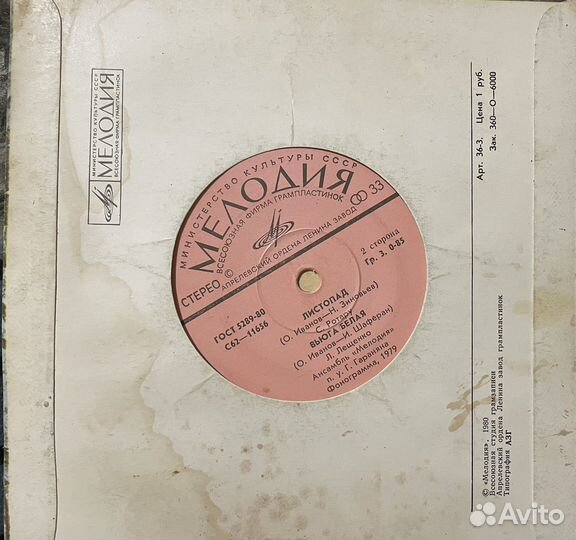 МИНИСТЕРСТВО КУЛЬТУРЫ СССР
МЕЛОДИЯ
ВСЕСОЮЗНАЯ ФИРМА ГРАМПЛАСТИНОК
МИНИСТЕРСТВО КУЛЬТУРЫ СССР
МЕЛОДИЯ
ВСЕСОЮЗНАЯ ФИРМА ГРАМПЛАСТИНОК
АПРЕЛЕВСКИЙ ОРДЕНА ЛЕНИНА ЗАВОД
СТЕРЕО
33
ГОСТ 5289-80
С62—11656
2 сторона
Гр. 3. 0-85
ЛИСТОПАД
(О. Иванов—Н. Зиновьев)
С. Ротару
ВЬЮГА БЕЛАЯ
(О. Иванов—И. Шаферан)
Л. Лещенко
Ансамбль «Мелодия»
п. у. Г. Гараняна
Фонограмма, 1979
Арт. 36-3. Цена 1 руб.
Зак. 360—О—6000
© «Мелодия», 1980
Всесоюзная студия грамзаписи
Апрелевский ордена Ленина завод грампластинок
Типография АЗГ
Avito